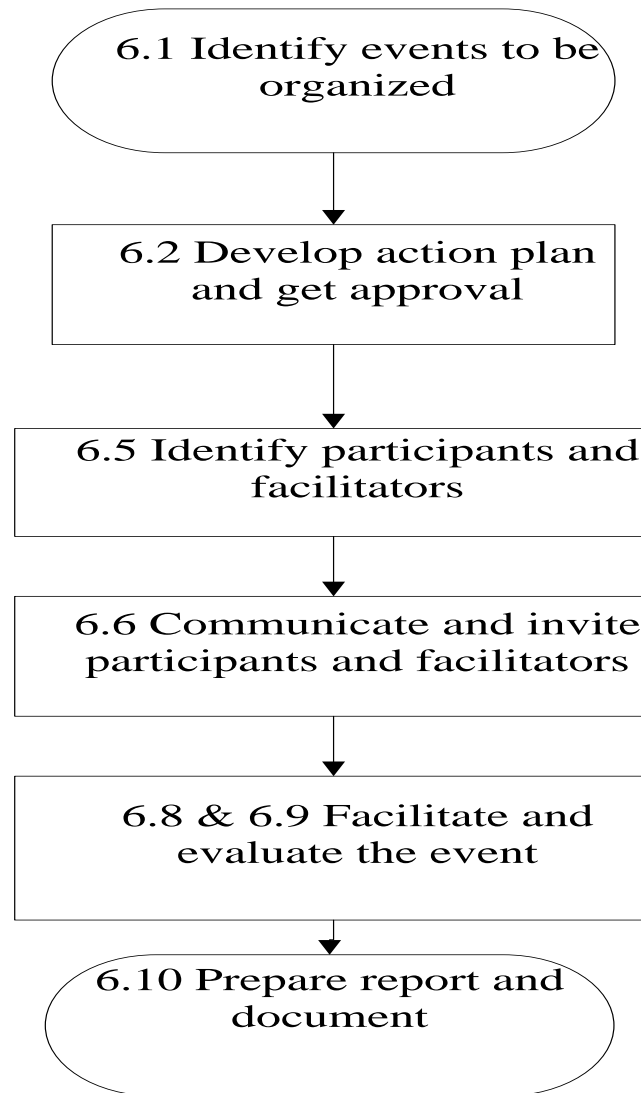 6.1 Identify events to be
organized
6.2 Develop action plan
and get approval
6.5 Identify participants and
facilitators
6.6 Communicate and invite
participants and facilitators
6.8 & 6.9 Facilitate and
evaluate the event
6.10 Prepare report and
document